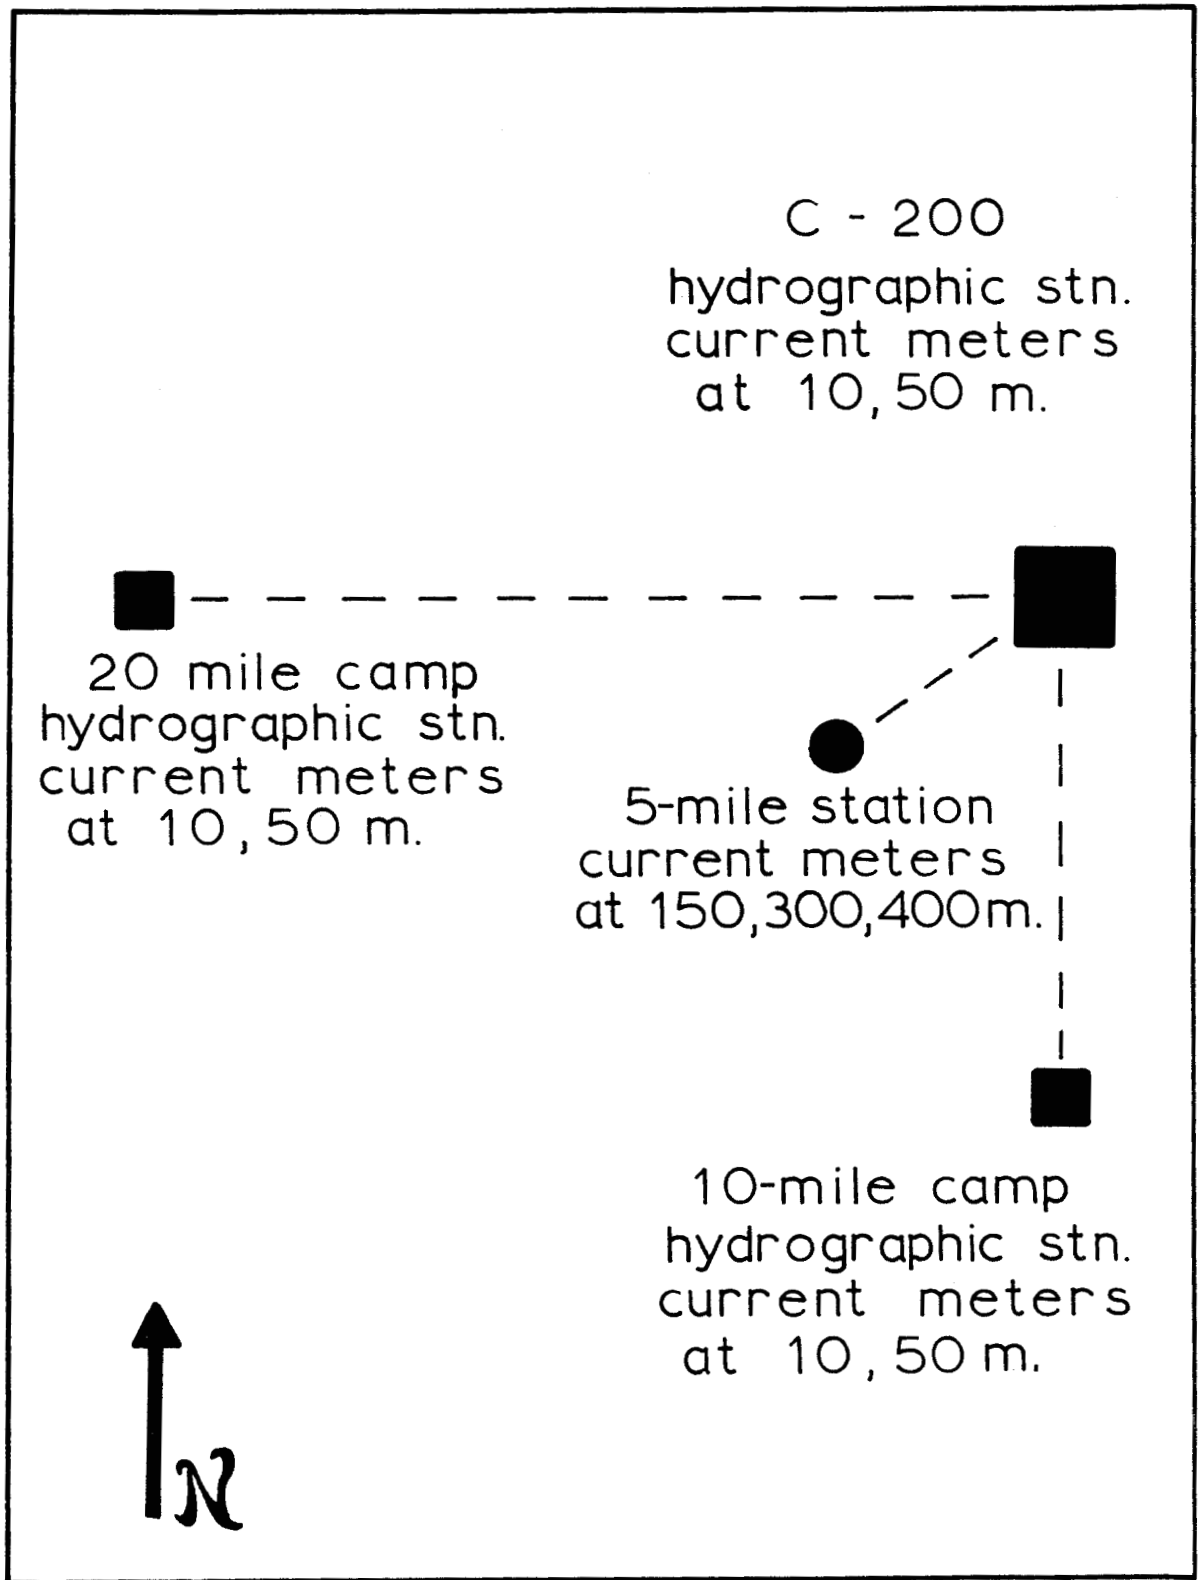 C - 200
hydrographic stn.
current meters
at 10, 50 m.
20 mile camp
hydrographic stn.
current meters
at 10, 50 m.
5-mile station
current meters
at 150,300,400m.
10-mile camp
hydrographic stn.
current meters
at 10, 50 m.
N